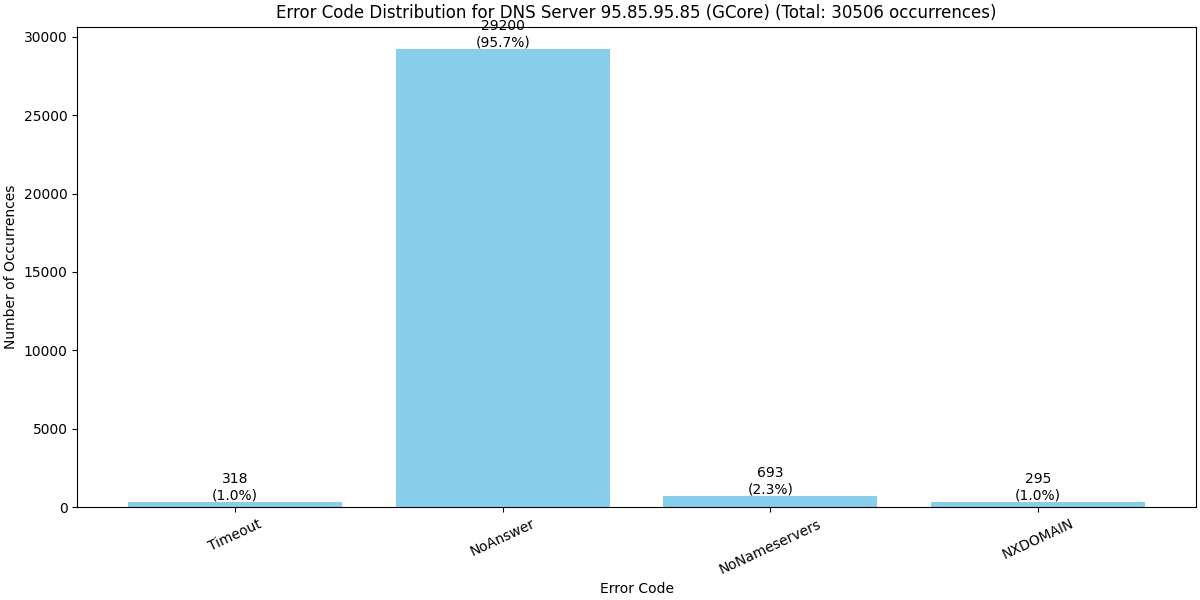 Error Code Distribution for DNS Server 95.85.95.85 (GCore) (Total: 30506 occurrences)
Number of Occurrences
30000
25000
20000
15000
10000
5000
0
318
(1.0%)
29200
(95.7%)
693
(2.3%)
295
(1.0%)
Timeout
NoAnswer
NoNameservers
NXDOMAIN
Error Code